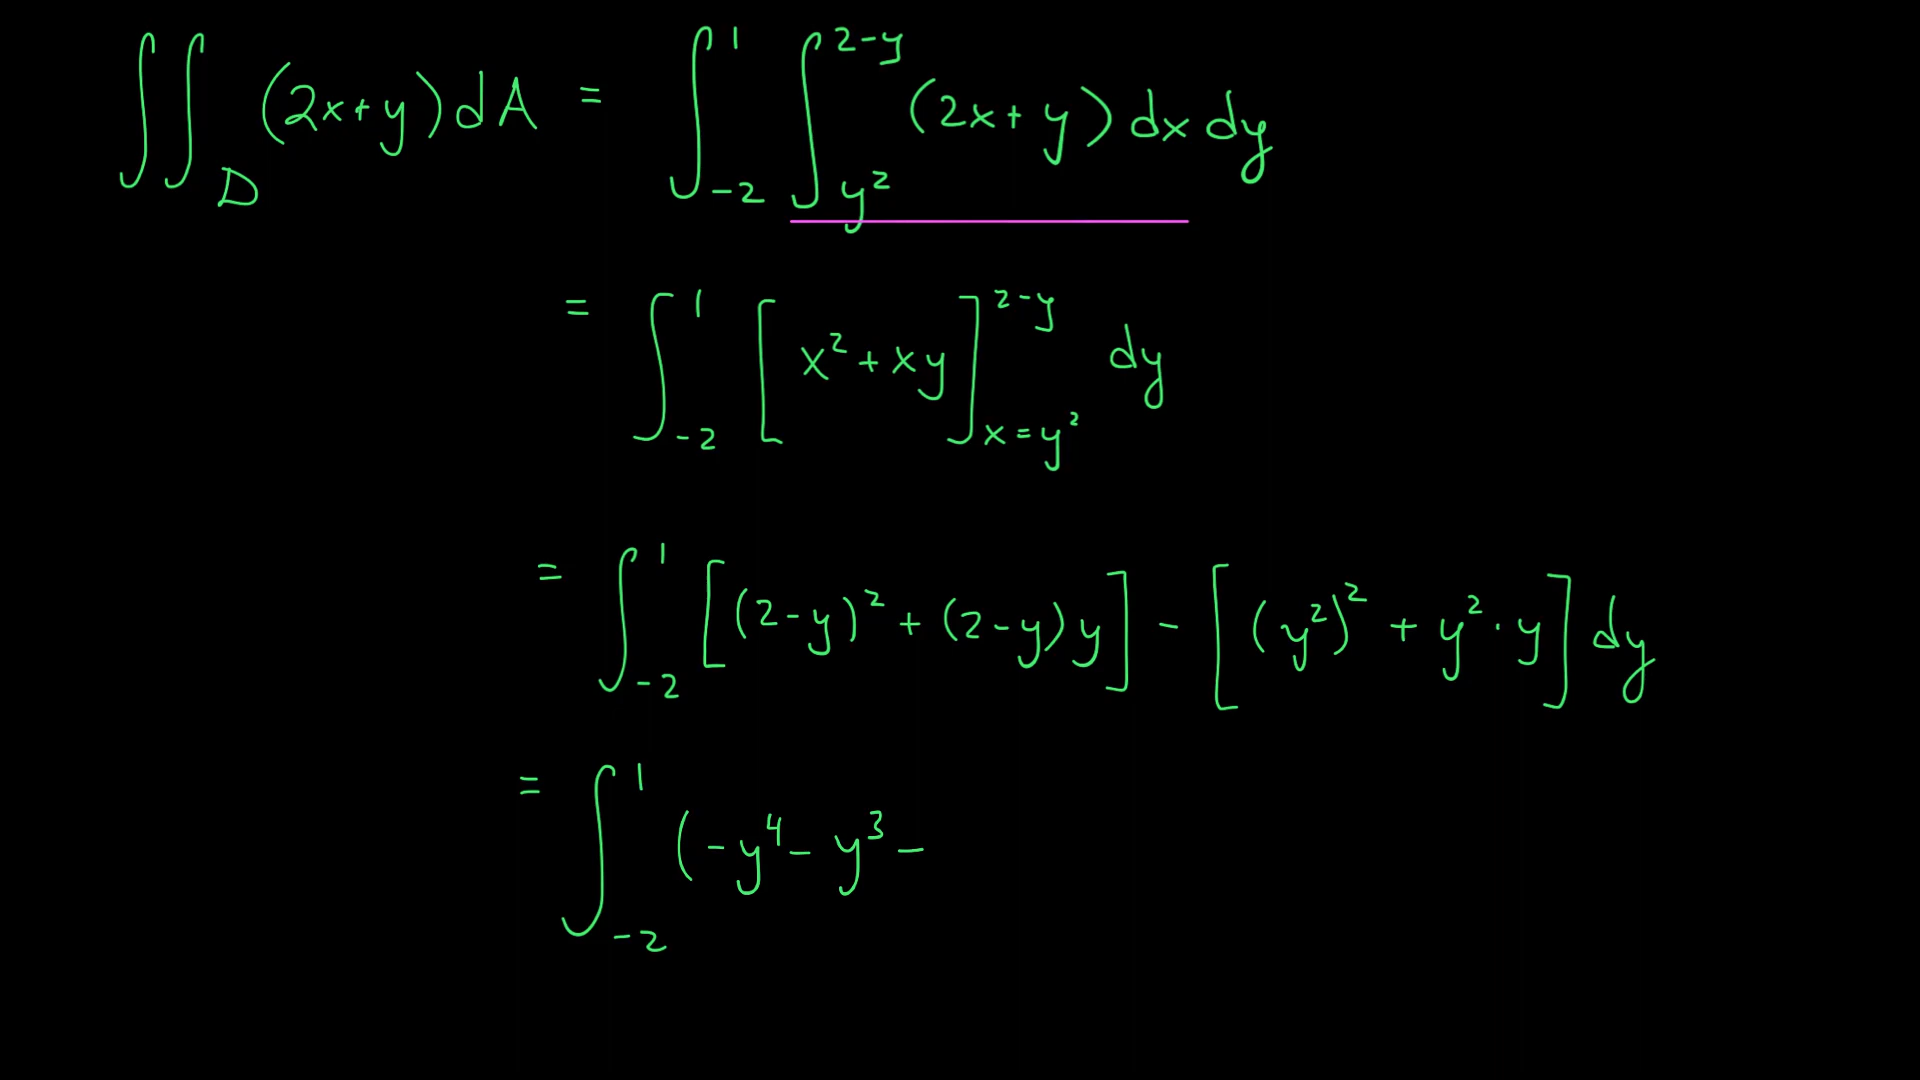 ∬_D (2x+y) dA = ∫_{-2}^{1} ∫_{y²}^{2-y} (2x+y) dx dy
= ∫_{-2}^{1} [x²+xy]_{x=y²}^{2-y} dy
= ∫_{-2}^{1} [(2-y)² + (2-y)y] - [(y²)² + y²·y] dy
= ∫_{-2}^{1} (-y⁴ - y³ -